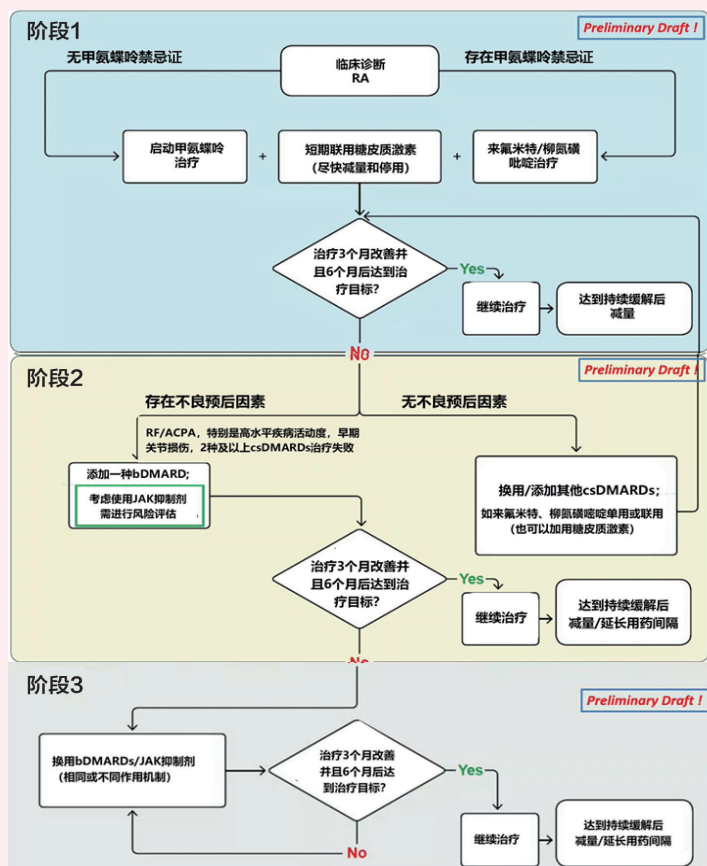 阶段1
Preliminary Draft !
无甲氨蝶呤禁忌证
临床诊断
RA
存在甲氨蝶呤禁忌证
启动甲氨蝶呤
治疗
+
短期联用糖皮质激素
(尽快减量和停用)
+
来氟米特/柳氮磺
吡啶治疗
治疗3个月改善并
且6个月后达到治
疗目标?
Yes
继续治疗
达到持续缓解后
减量
No
阶段2
Preliminary Draft !
存在不良预后因素
无不良预后因素
RF/ACPA，特别是高水平疾病活动度，早期
关节损伤，2种及以上csDMARDs治疗失败
添加一种bDMARD;
考虑使用JAK抑制剂
需进行风险评估
换用/添加其他csDMARDs;
如来氟米特、柳氮磺嘧啶单用或联用
(也可以加用糖皮质激素)
治疗3个月改善并
且6个月后达到治
疗目标?
Yes
继续治疗
达到持续缓解后
减量/延长用药间隔
No
阶段3
Preliminary Draft !
换用bDMARDs/JAK抑制剂
(相同或不同作用机制)
治疗3个月改善
并且6个月后达
到治疗目标?
Yes
继续治疗
达到持续缓解后
减量/延长用药间隔
No